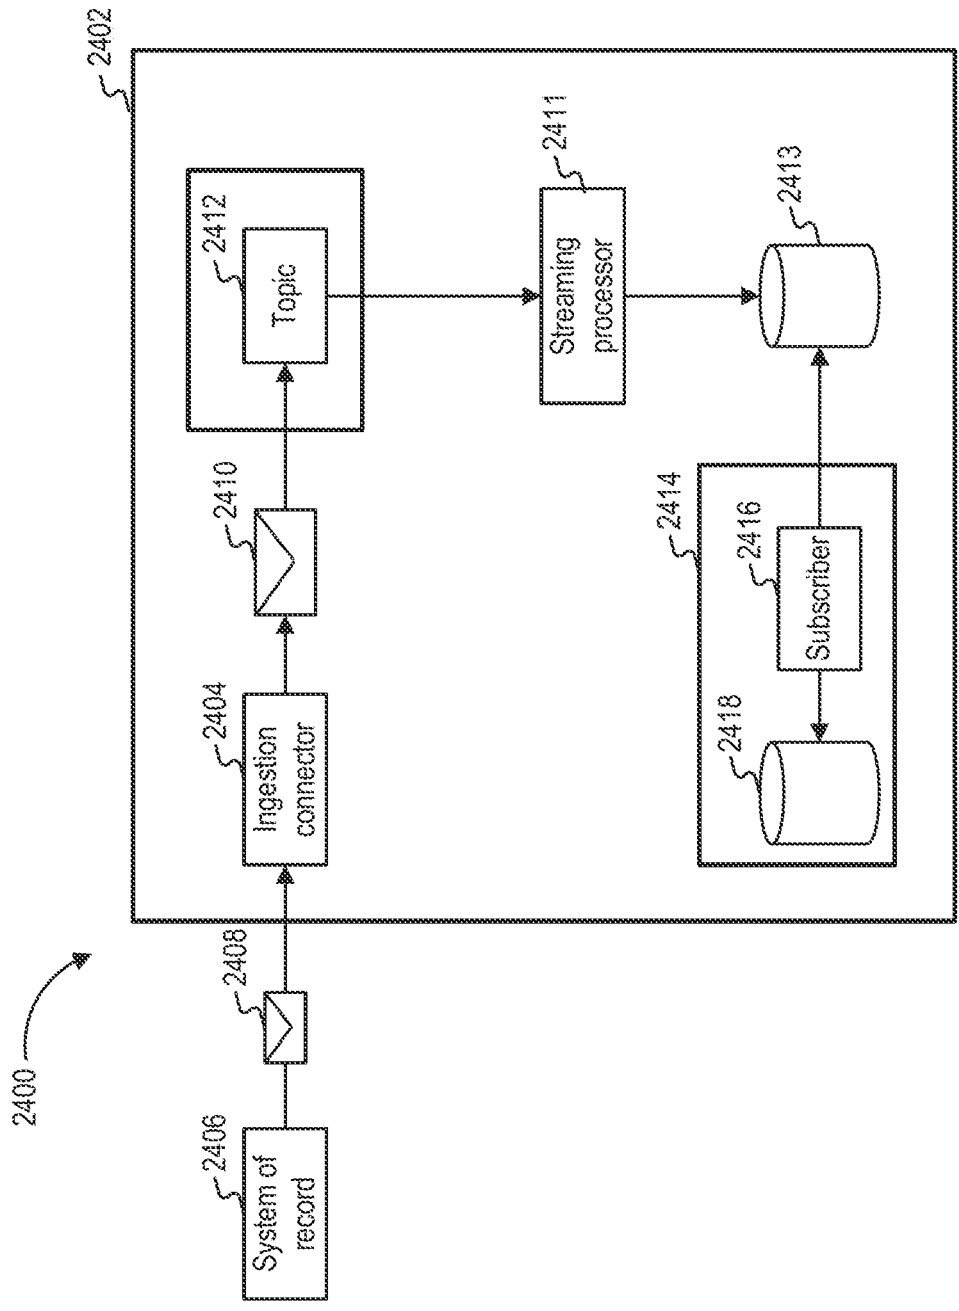 2400
2402
2406
System of
record
2408
2404
Ingestion
connector
2410
2412
Topic
2411
Streaming
processor
2413
2414
2416
Subscriber
2418